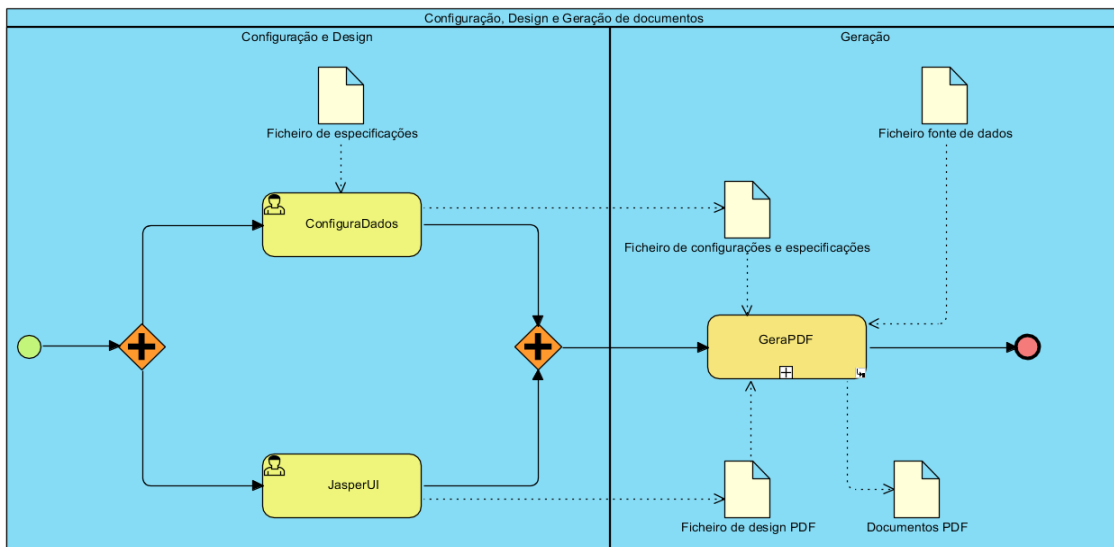 Configuração, Design e Geração de documentos
Configuração e Design
Geração
Ficheiro de especificações
Ficheiro fonte de dados
ConfiguraDados
Ficheiro de configurações e especificações
GeraPDF
JasperUI
Ficheiro de design PDF
Documentos PDF